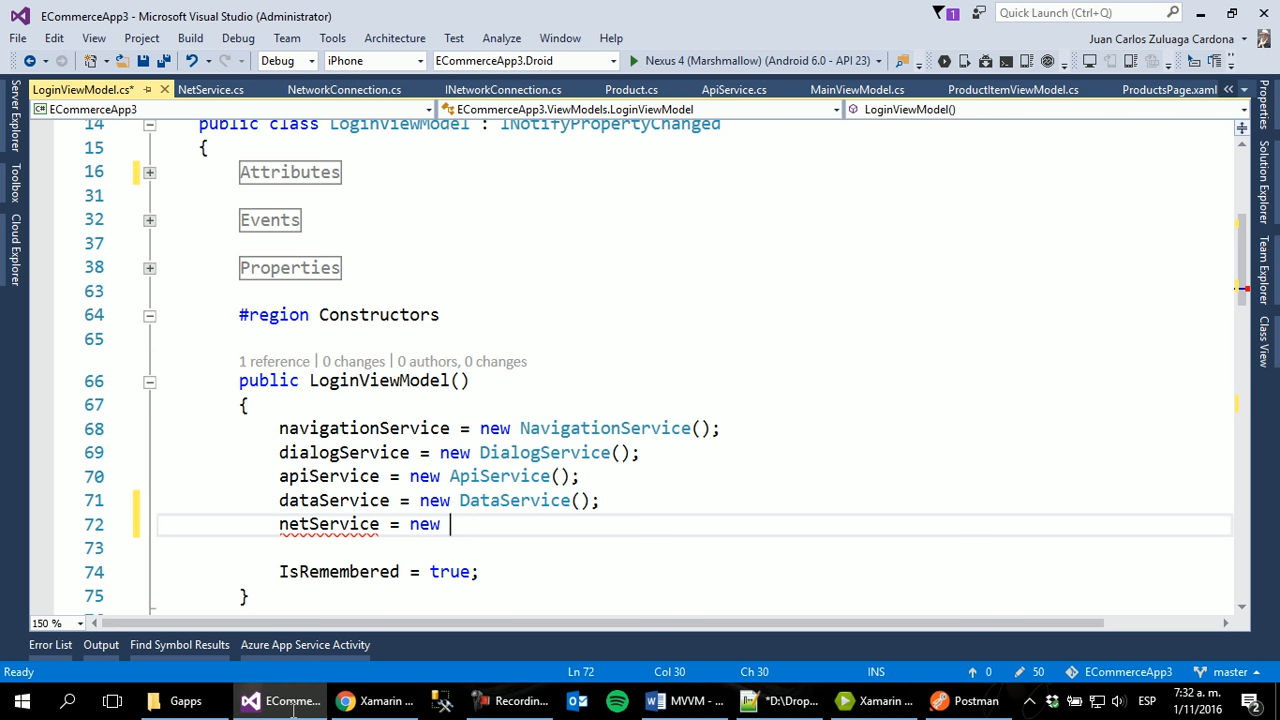 ECommerceApp3 - Microsoft Visual Studio (Administrator)
1
Quick Launch (Ctrl+Q)
File Edit View Project Build Debug Team Tools Architecture Test Analyze Window Help
Juan Carlos Zuluaga Cardona
Debug iPhone ECommerceApp3.Droid Nexus 4 (Marshmallow) (Android 6.0 - API 23)
LoginViewModel.cs* NetService.cs NetworkConnection.cs INetworkConnection.cs Product.cs ApiService.cs MainViewModel.cs ProductItemViewModel.cs ProductsPage.xaml
ECommerceApp3 ECommerceApp3.ViewModels.LoginViewModel LoginViewModel()
Server Explorer
Toolbox
Cloud Explorer
14 public class LoginViewModel : INotifyPropertyChanged
15 {
16 Attributes
31
32 Events
37
38 Properties
63
64 #region Constructors
65
1 reference | 0 changes | 0 authors, 0 changes
66 public LoginViewModel()
67 {
68 navigationService = new NavigationService();
69 dialogService = new DialogService();
70 apiService = new ApiService();
71 dataService = new DataService();
72 netService = new
73
74 IsRemembered = true;
75 }
Properties
Solution Explorer
Team Explorer
Class View
150 %
Error List Output Find Symbol Results Azure App Service Activity
Ready Ln 72 Col 30 Ch 30 INS 0 50 ECommerceApp3 master
Gapps EComme... Xamarin ... Recordin... MVVM - ... *D:\Drop... Xamarin ... Postman ESP 7:32 a. m.
1/11/2016 2